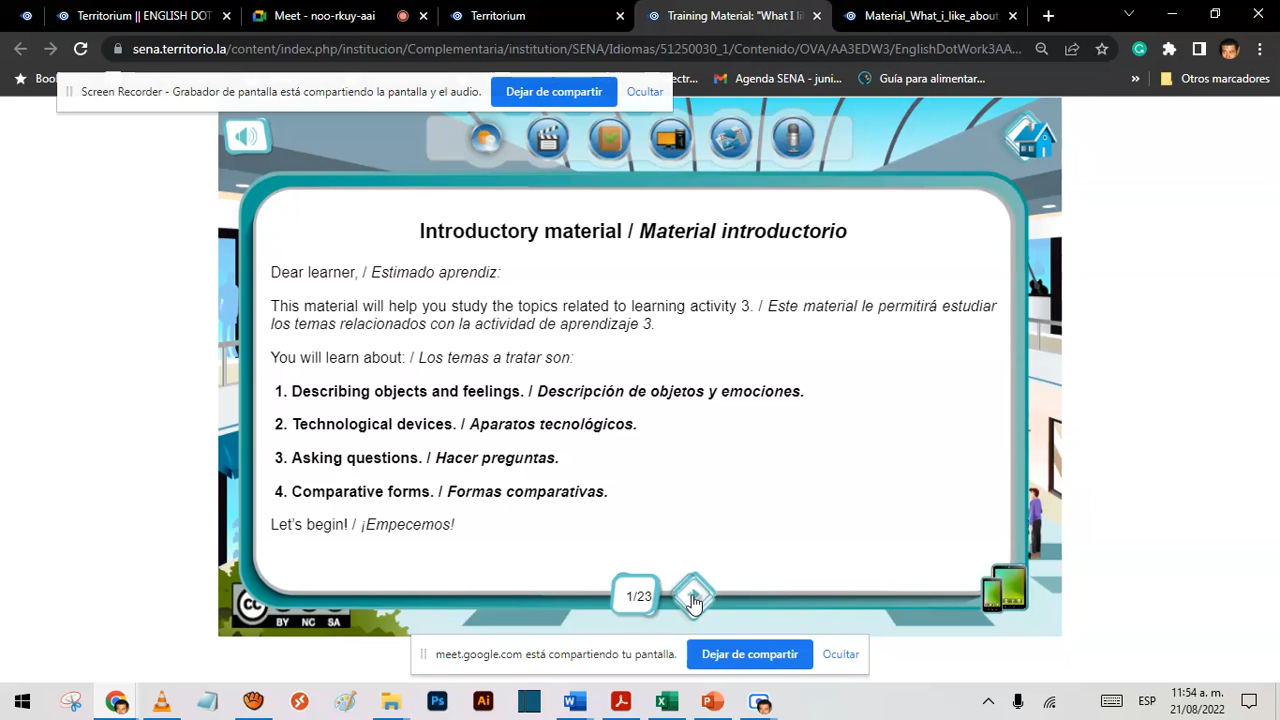 Territorium || ENGLISH DOT
Meet - noo-rkuy-aai
Territorium
Training Material: "What I li
Material_What_i_like_about
sena.territorio.la/content/index.php/institucion/Complementaria/institution/SENA/Idiomas/51250030_1/Contenido/OVA/AA3EDW3/EnglishDotWork3AA...
Agenda SENA - juni...
Guía para alimentar...
»
Otros marcadores
Screen Recorder - Grabador de pantalla está compartiendo la pantalla y el audio.
Dejar de compartir
Ocultar
Introductory material / Material introductorio
Dear learner, / Estimado aprendiz:
This material will help you study the topics related to learning activity 3. / Este material le permitirá estudiar
los temas relacionados con la actividad de aprendizaje 3.
You will learn about: / Los temas a tratar son:
1. Describing objects and feelings. / Descripción de objetos y emociones.
2. Technological devices. / Aparatos tecnológicos.
3. Asking questions. / Hacer preguntas.
4. Comparative forms. / Formas comparativas.
Let's begin! / ¡Empecemos!
1/23
cc
BY NC SA
meet.google.com está compartiendo tu pantalla.
Dejar de compartir
Ocultar
Ps
Ai
ESP
11:54 a. m.
21/08/2022